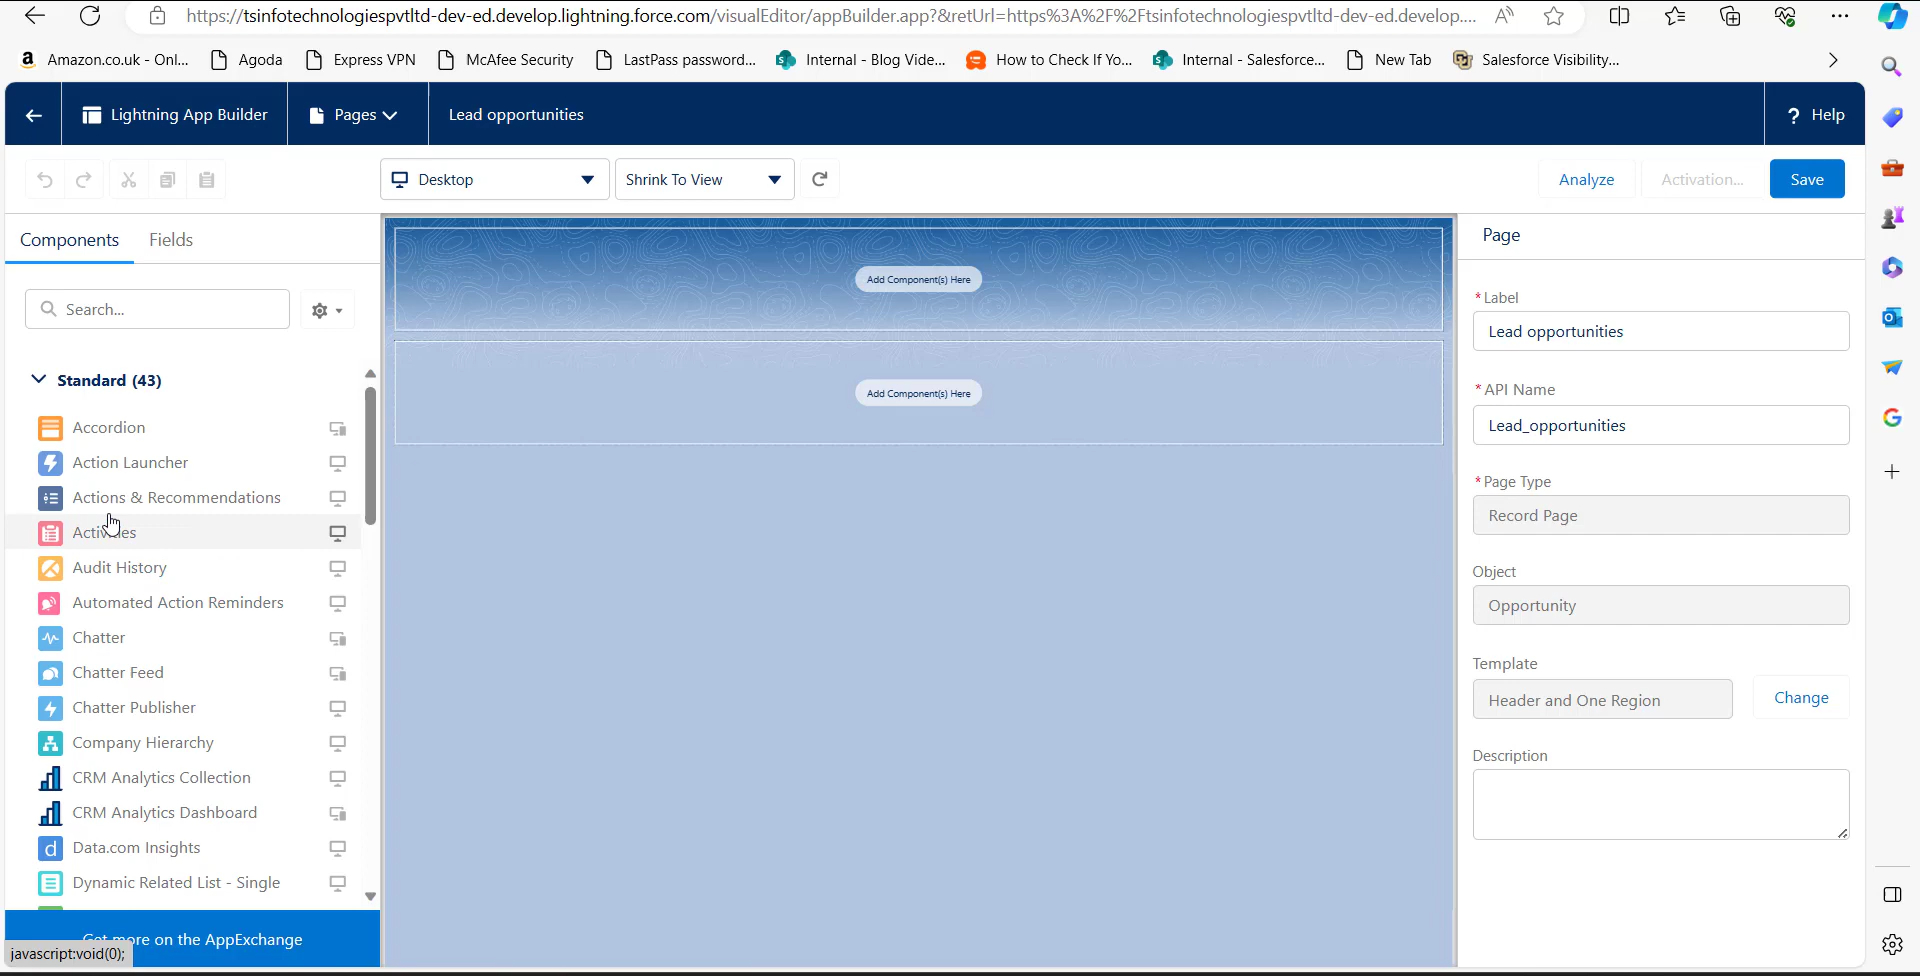 https://tsinfotechnologiespvtltd-dev-ed.develop.lightning.force.com/visualEditor/appBuilder.app?&retUrl=https%3A%2F%2Ftsinfotechnologiespvtltd-dev-ed.develop....
Amazon.co.uk - Onl... Agoda Express VPN McAfee Security LastPass password... Internal - Blog Vide... How to Check If Yo... Internal - Salesforce... New Tab Salesforce Visibility...
Lightning App Builder Pages Lead opportunities ? Help
Desktop Shrink To View Analyze Activation... Save
Components Fields
Page
Search...
Add Component(s) Here
Add Component(s) Here
Standard (43)
Accordion
Action Launcher
Actions & Recommendations
Activities
Audit History
Automated Action Reminders
Chatter
Chatter Feed
Chatter Publisher
Company Hierarchy
CRM Analytics Collection
CRM Analytics Dashboard
Data.com Insights
Dynamic Related List - Single
Get more on the AppExchange
javascript:void(0);
* Label
Lead opportunities
* API Name
Lead_opportunities
* Page Type
Record Page
Object
Opportunity
Template
Header and One Region Change
Description